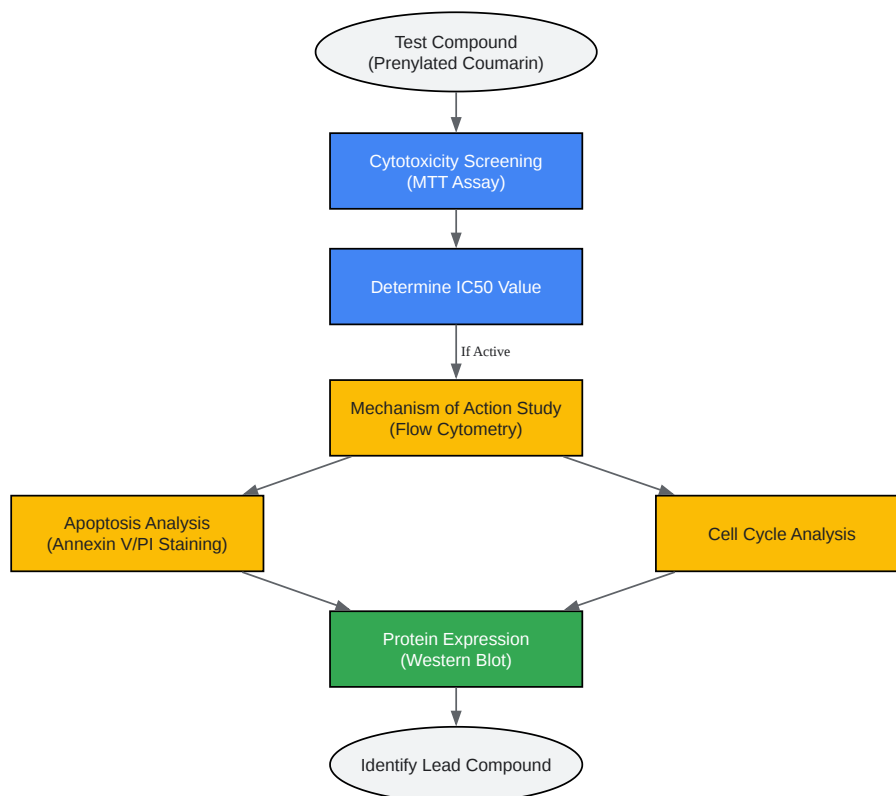 Test Compound
(Prenylated Coumarin)
Cytotoxicity Screening
(MTT Assay)
Determine IC50 Value
If Active
Mechanism of Action Study
(Flow Cytometry)
Apoptosis Analysis
(Annexin V/PI Staining)
Cell Cycle Analysis
Protein Expression
(Western Blot)
Identify Lead Compound